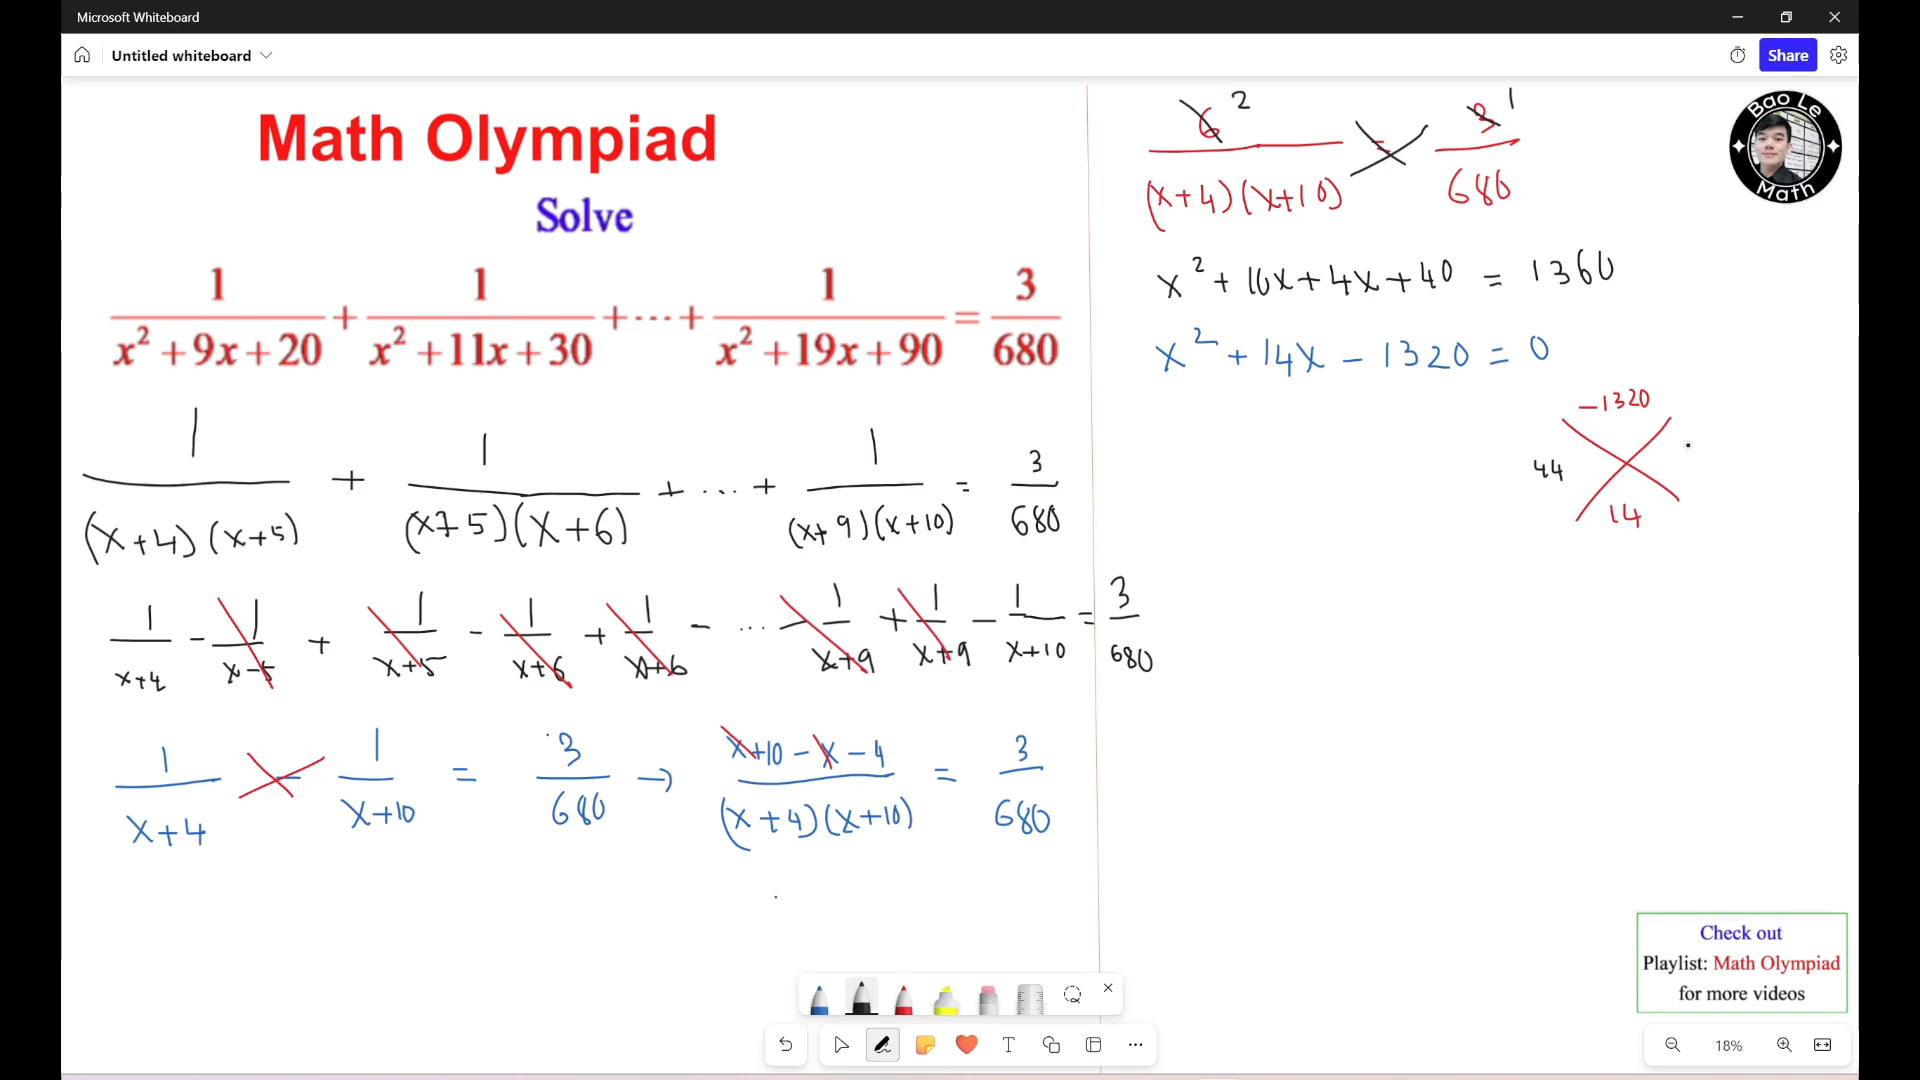 Microsoft Whiteboard
Untitled whiteboard
Share
Math Olympiad
Solve
1/(x² + 9x + 20) + 1/(x² + 11x + 30) + ··· + 1/(x² + 19x + 90) = 3/680
1/((x+4)(x+5)) + 1/((x+5)(x+6)) + ... + 1/((x+9)(x+10)) = 3/680
1/(x+4) - 1/(x-5) + 1/(x+5) - 1/(x+6) + 1/(x+6) - ... - 1/(x+9) + 1/(x+9) - 1/(x+10) = 3/680
1/(x+4) - 1/(x+10) = 3/680 → (x+10-x-4)/((x+4)(x+10)) = 3/680
6 2 / ((x+4)(x+10)) = 3 1 / 680
x² + 10x + 4x + 40 = 1360
x² + 14x - 1320 = 0
-1320
44
14
Bao Le
Math
Check out
Playlist: Math Olympiad
for more videos
18%